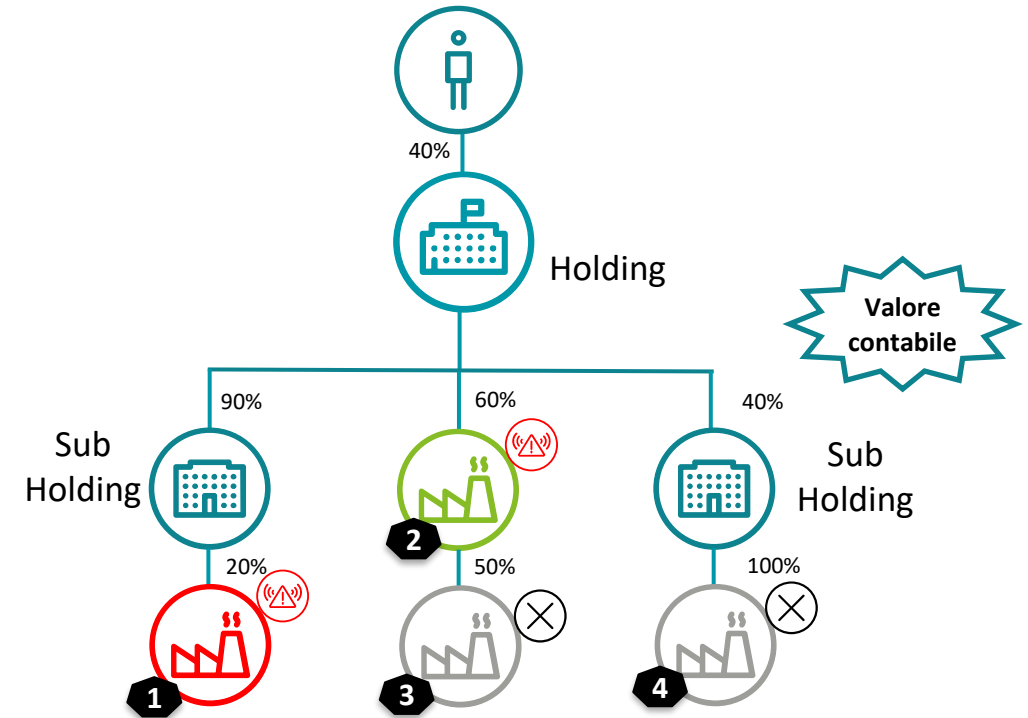 40%
Holding
Valore
contabile
90%
60%
40%
Sub
Holding
Sub
Holding
2
20%
50%
100%
1
3
4